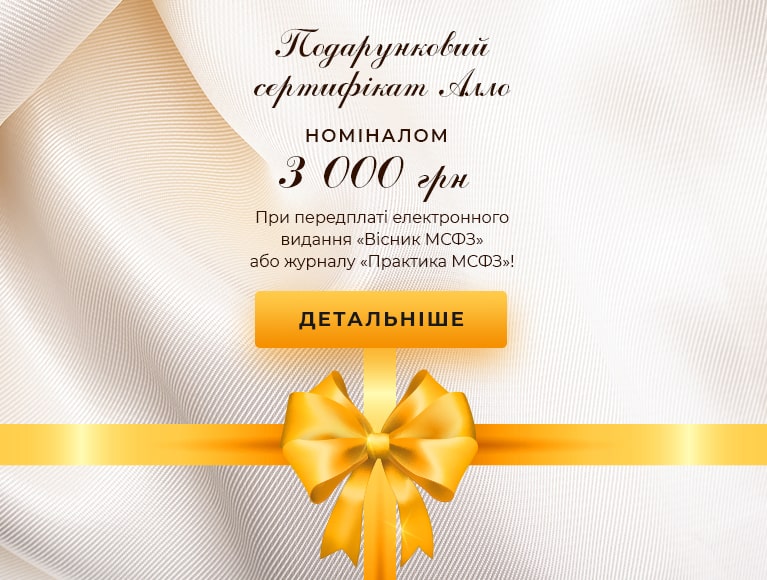 Подарунковий
сертифікат Алло
НОМІНАЛОМ
3 000 грн
При передплаті електронного
видання «Вісник МСФЗ»
або журналу «Практика МСФЗ»!
ДЕТАЛЬНІШЕ